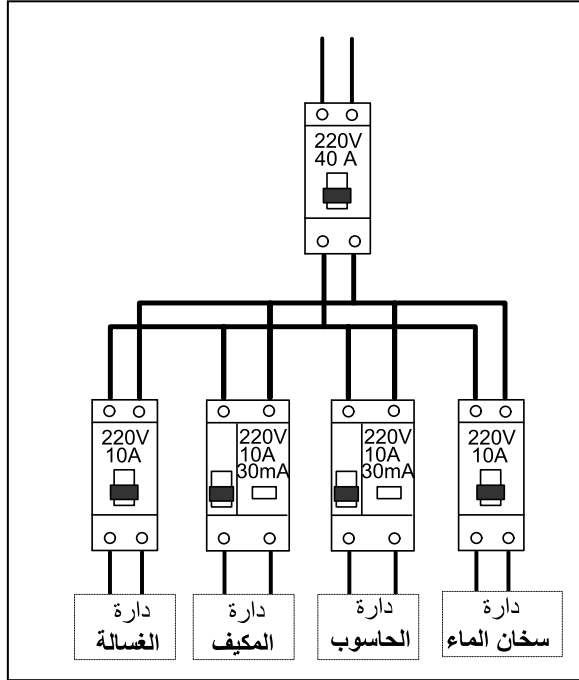 220V
40 A
220V
10A
220V
10A
30mA
220V
10A
30mA
220V
10A
دارة
الغسالة
دارة
المكيف
دارة
الحاسوب
دارة
سخان الماء